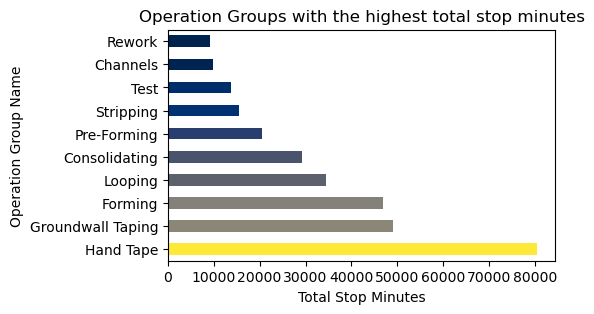 Operation Groups with the highest total stop minutes
Operation Group Name
Rework
Channels
Test
Stripping
Pre-Forming
Consolidating
Looping
Forming
Groundwall Taping
Hand Tape
0 10000 20000 30000 40000 50000 60000 70000 80000
Total Stop Minutes